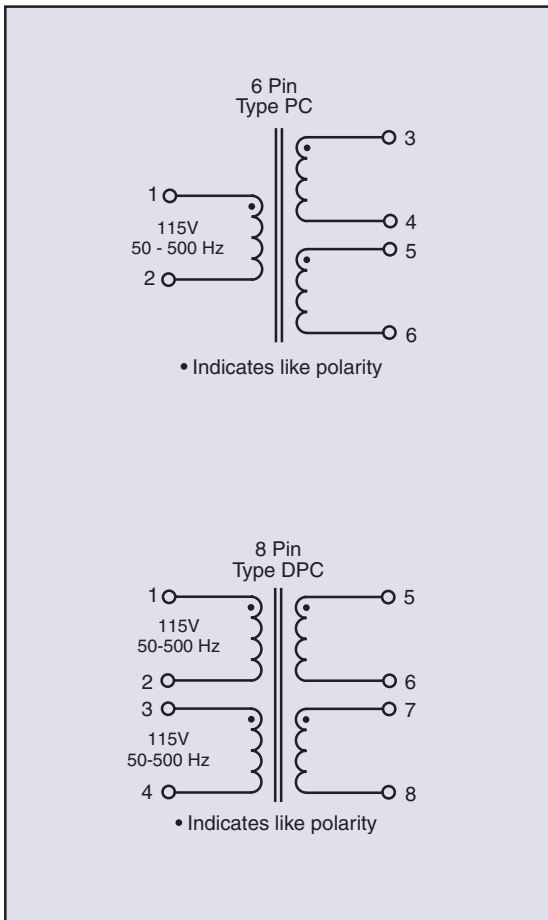 6 Pin
Type PC
3
1
115V
50 - 500 Hz
4
5
2
6
• Indicates like polarity
8 Pin
Type DPC
1
5
115V
50-500 Hz
2
6
3
7
115V
50-500 Hz
4
8
• Indicates like polarity